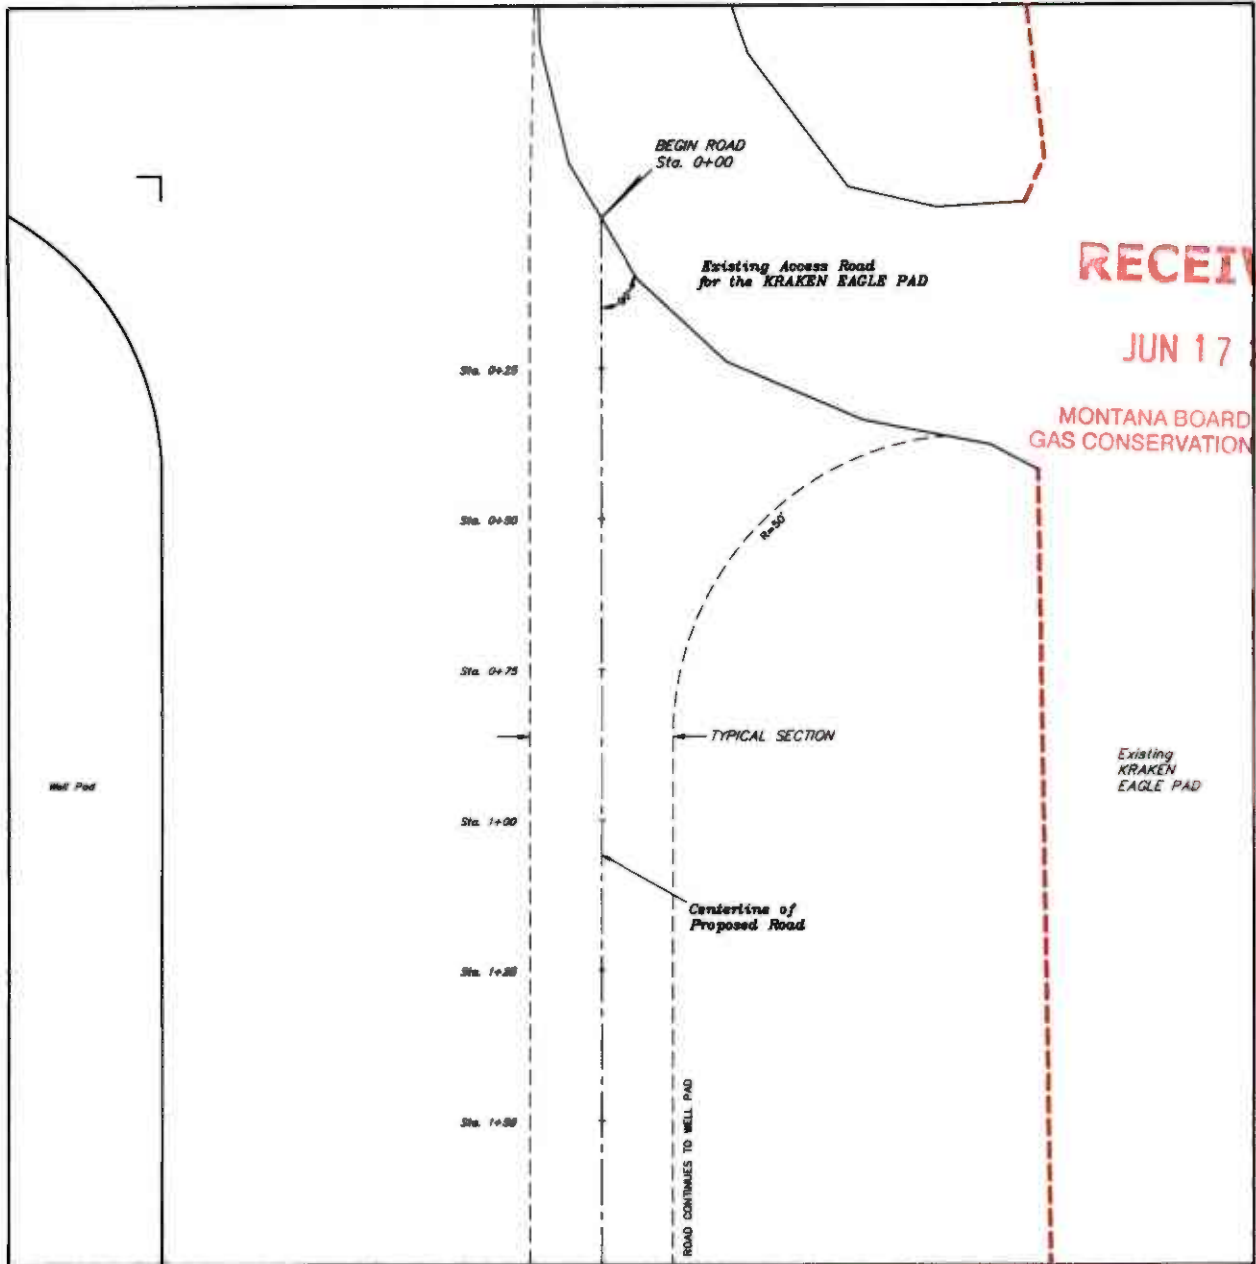 BEGIN ROAD
Sta. 0+00
Existing Access Road
for the KRAKEN EAGLE PAD
RECEIV
JUN 17
MONTANA BOARD
GAS CONSERVATION
Sta. 0+25
Sta. 0+50
R=50'
Sta. 0+75
TYPICAL SECTION
Existing
KRAKEN
EAGLE PAD
Well Pad
Sta. 1+00
Centerline of
Proposed Road
Sta. 1+25
Sta. 1+50
ROAD CONTINUES TO WELL PAD